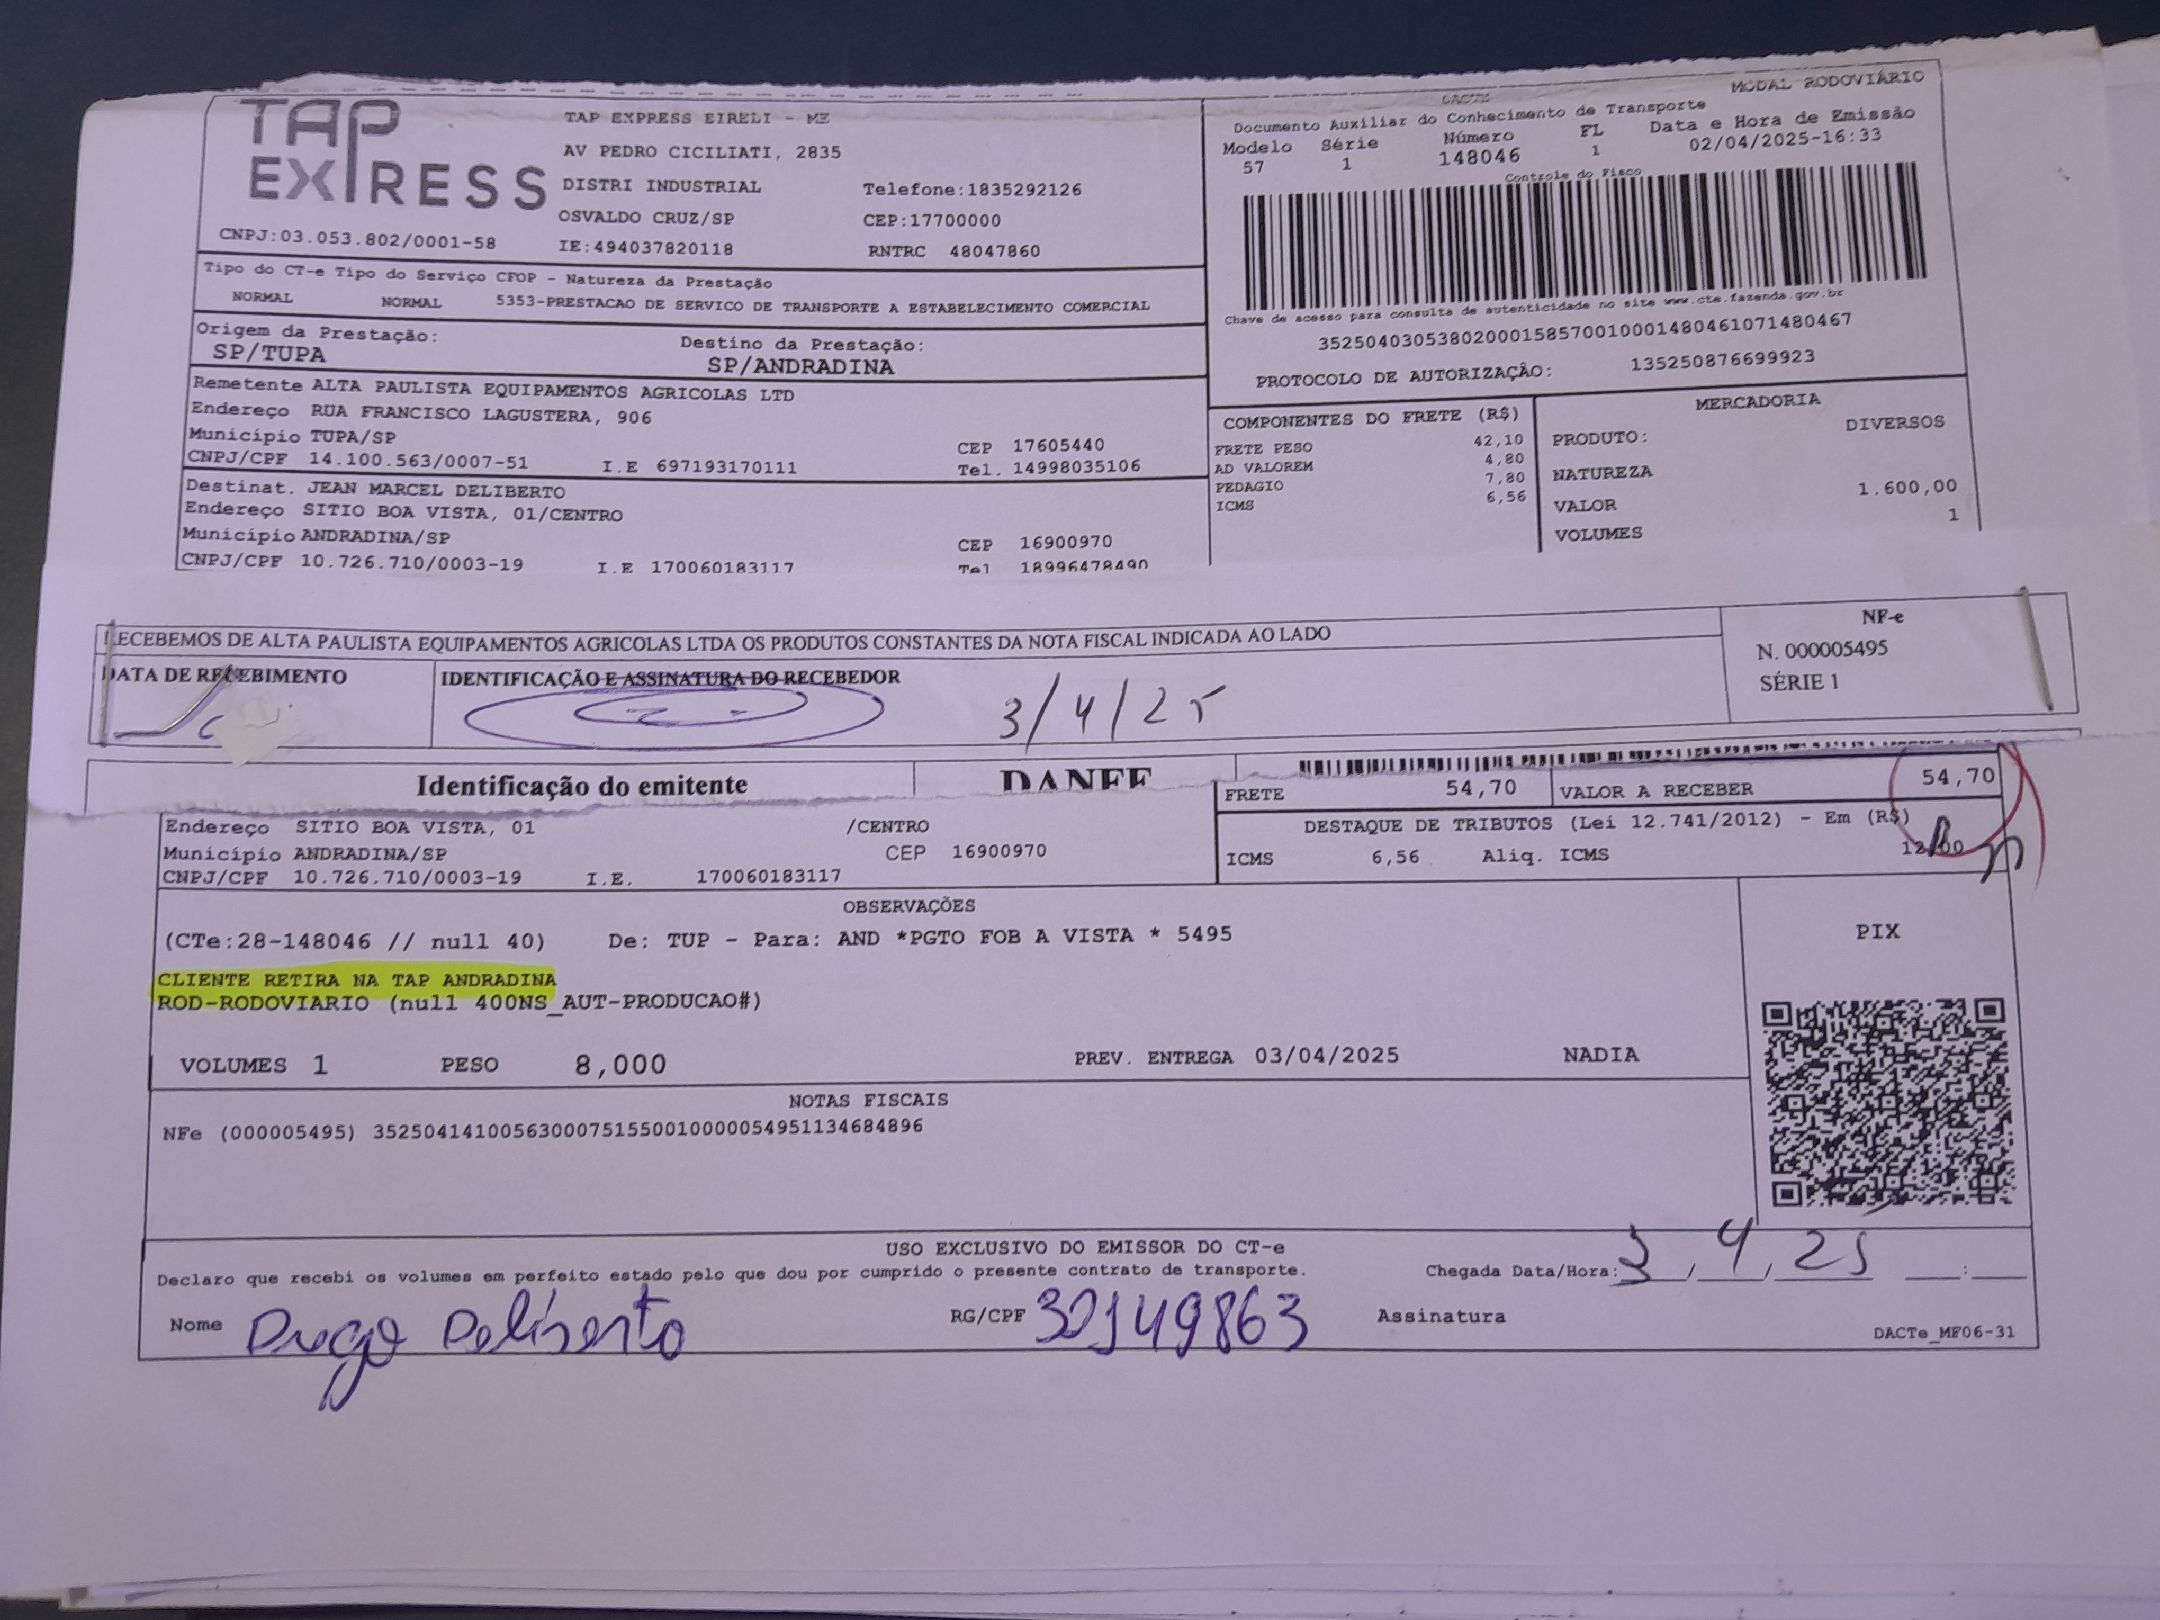 TAP EXPRESS
TAP EXPRESS EIRELI - ME
AV PEDRO CICILIATI, 2835
DISTRI INDUSTRIAL Telefone:1835292126
OSVALDO CRUZ/SP CEP:17700000
CNPJ:03.053.802/0001-58 IE:494037820118 RNTRC 48047860
Tipo do CT-e Tipo do Serviço CFOP - Natureza da Prestação
NORMAL NORMAL 5353-PRESTACAO DE SERVICO DE TRANSPORTE A ESTABELECIMENTO COMERCIAL
Origem da Prestação: Destino da Prestação:
SP/TUPA SP/ANDRADINA
Remetente ALTA PAULISTA EQUIPAMENTOS AGRICOLAS LTD
Endereço RUA FRANCISCO LAGUSTERA, 906
Município TUPA/SP CEP 17605440
CNPJ/CPF 14.100.563/0007-51 I.E 697193170111 Tel. 14998035106
Destinat. JEAN MARCEL DELIBERTO
Endereço SITIO BOA VISTA, 01/CENTRO
Município ANDRADINA/SP CEP 16900970
CNPJ/CPF 10.726.710/0003-19 I.E 170060183117 Tel 18996478490
MODAL RODOVIÁRIO
Documento Auxiliar do Conhecimento de Transporte
Modelo Série Número FL Data e Hora de Emissão
57 1 148046 1 02/04/2025-16:33
Controle do Fisco
Chave de acesso para consulta de autenticidade no site www.cte.fazenda.gov.br
35250403053802000158570010001480461071480467
PROTOCOLO DE AUTORIZAÇÃO: 135250876699923
COMPONENTES DO FRETE (R$)
FRETE PESO 42,10
AD VALOREM 4,80
PEDAGIO 7,80
ICMS 6,56
MERCADORIA
PRODUTO: DIVERSOS
NATUREZA
VALOR 1.600,00
VOLUMES 1
RECEBEMOS DE ALTA PAULISTA EQUIPAMENTOS AGRICOLAS LTDA OS PRODUTOS CONSTANTES DA NOTA FISCAL INDICADA AO LADO
NF-e
N. 000005495
SÉRIE 1
DATA DE RECEBIMENTO IDENTIFICAÇÃO E ASSINATURA DO RECEBEDOR
3/4/25
Identificação do emitente DANFE
FRETE 54,70 VALOR A RECEBER 54,70
Endereço SITIO BOA VISTA, 01 /CENTRO
Município ANDRADINA/SP CEP 16900970
CNPJ/CPF 10.726.710/0003-19 I.E. 170060183117
DESTAQUE DE TRIBUTOS (Lei 12.741/2012) - Em (R$)
ICMS 6,56 Aliq. ICMS 12,00
OBSERVAÇÕES
(CTe:28-148046 // null 40) De: TUP - Para: AND *PGTO FOB A VISTA * 5495
CLIENTE RETIRA NA TAP ANDRADINA
ROD-RODOVIARIO (null 400NS_AUT-PRODUCAO#)
VOLUMES 1 PESO 8,000 PREV. ENTREGA 03/04/2025 NADIA
PIX
NOTAS FISCAIS
NFe (000005495) 35250414100563000751550010000054951134684896
USO EXCLUSIVO DO EMISSOR DO CT-e
Declaro que recebi os volumes em perfeito estado pelo que dou por cumprido o presente contrato de transporte. Chegada Data/Hora: 3/4/25 :
Nome Diego Deliberto RG/CPF 30149863 Assinatura
DACTe_MF06-31